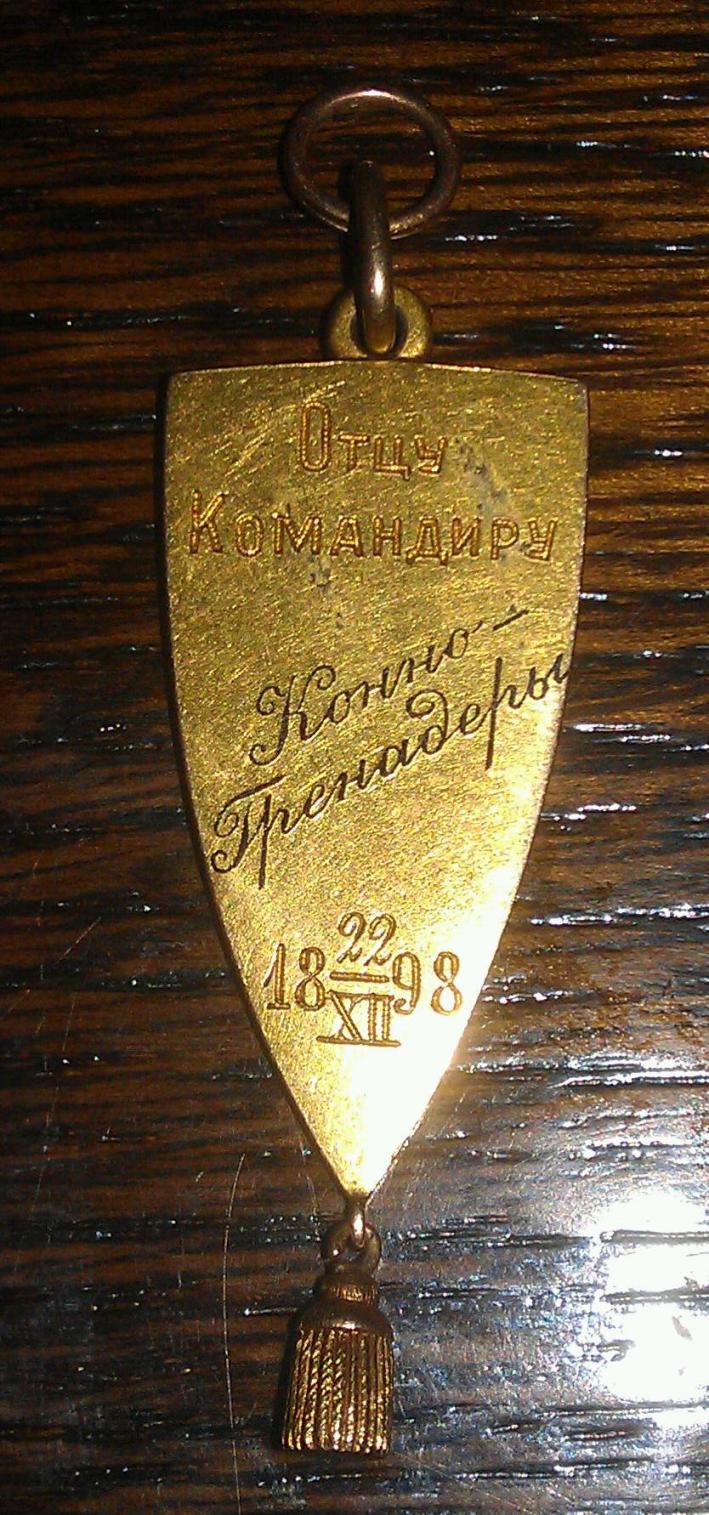 Отцу
Командиру
Конно-
Гренадеры
18 22/XII 98